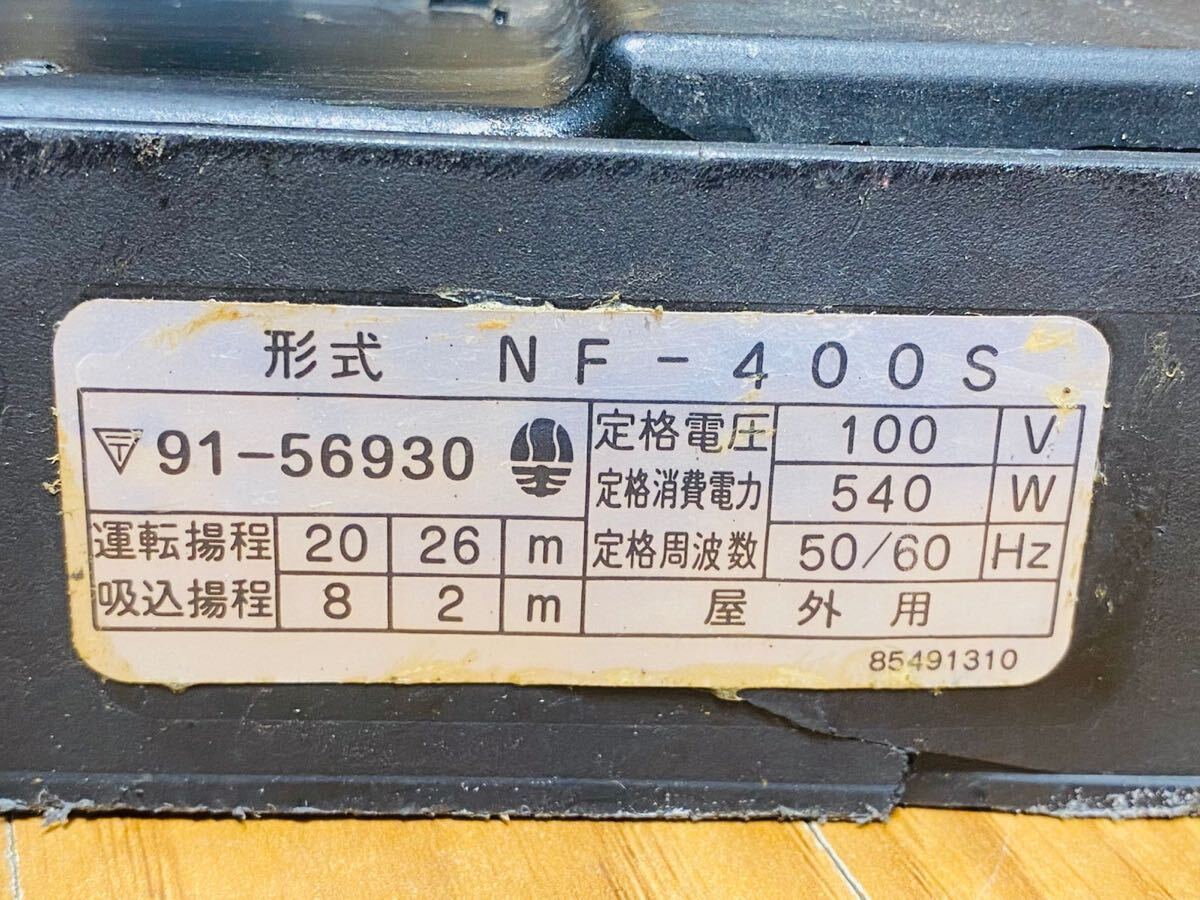 形式 NF-400S
〒 91-56930
定格電圧 100 V
定格消費電力 540 W
運転揚程 20 26 m
定格周波数 50/60 Hz
吸込揚程 8 2 m
屋外用
85491310